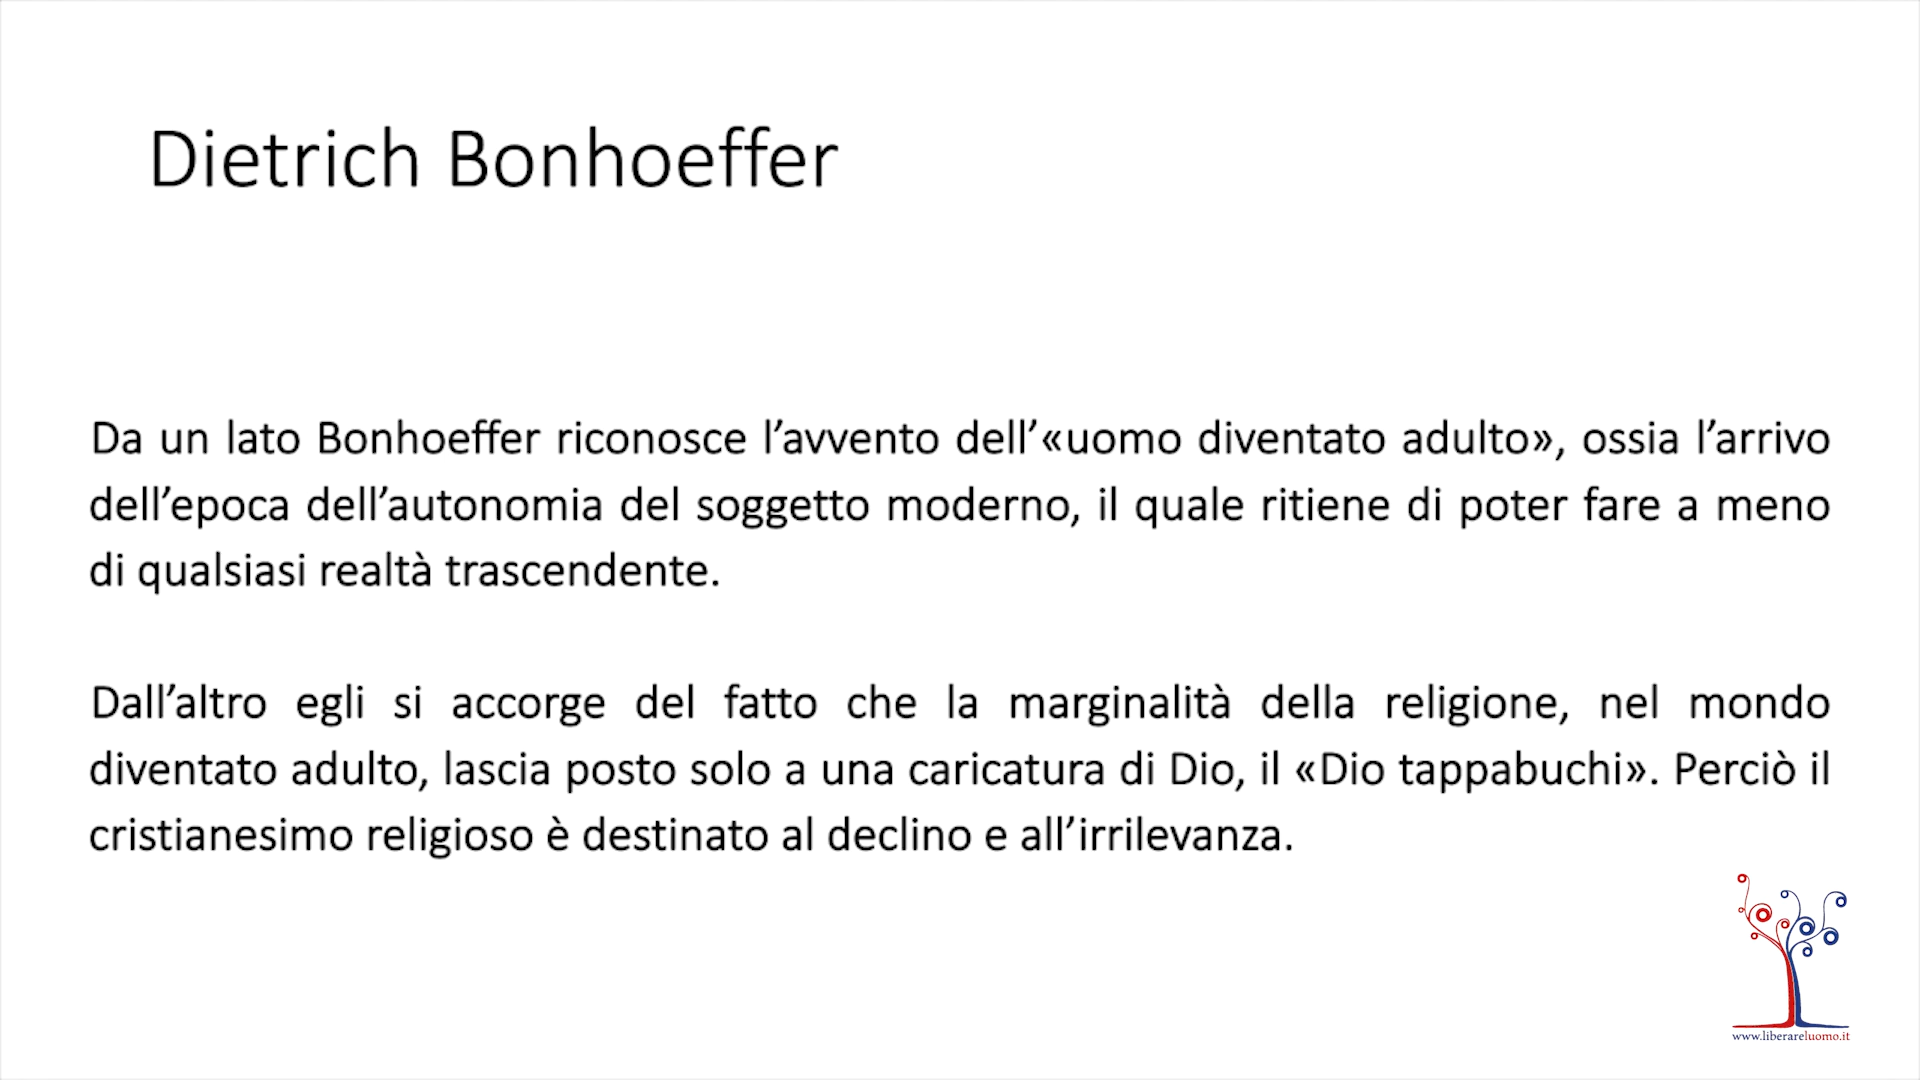 Dietrich Bonhoeffer
Da un lato Bonhoeffer riconosce l’avvento dell’«uomo diventato adulto», ossia l’arrivo
dell’epoca dell’autonomia del soggetto moderno, il quale ritiene di poter fare a meno
di qualsiasi realtà trascendente.
Dall’altro egli si accorge del fatto che la marginalità della religione, nel mondo
diventato adulto, lascia posto solo a una caricatura di Dio, il «Dio tappabuchi». Perciò il
cristianesimo religioso è destinato al declino e all’irrilevanza.
www.liberareluomo.it